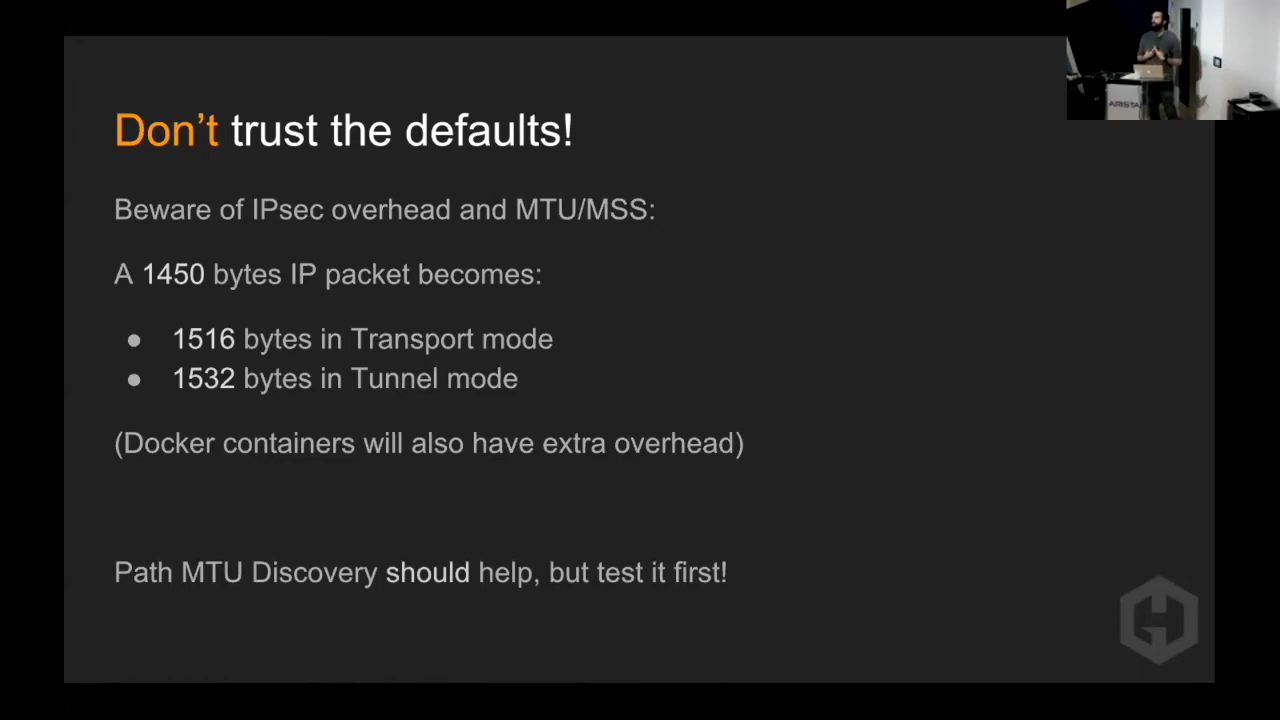 Don't trust the defaults!
Beware of IPsec overhead and MTU/MSS:
A 1450 bytes IP packet becomes:
● 1516 bytes in Transport mode
● 1532 bytes in Tunnel mode
(Docker containers will also have extra overhead)
Path MTU Discovery should help, but test it first!
ARISTA